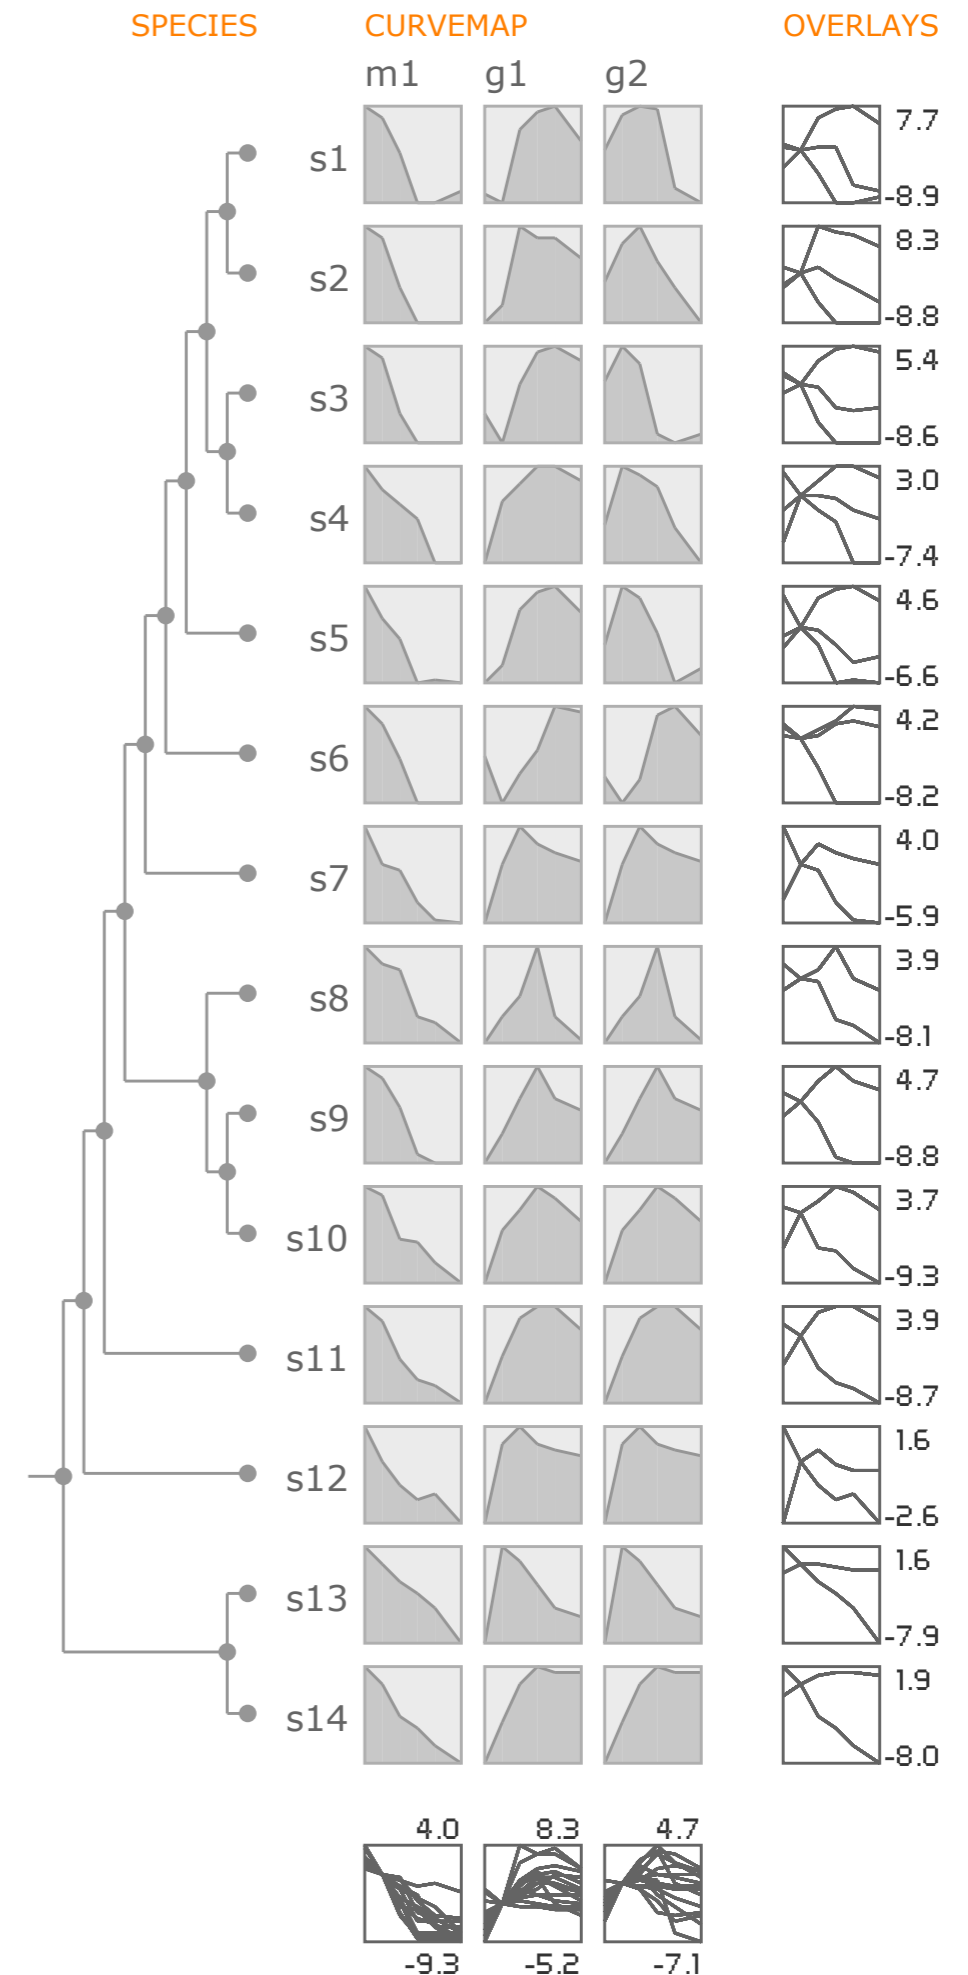 SPECIES CURVEMAP OVERLAYS
m1 g1 g2
s1 7.7
-8.9
s2 8.3
-8.8
s3 5.4
-8.6
s4 3.0
-7.4
s5 4.6
-6.6
s6 4.2
-8.2
s7 4.0
-5.9
s8 3.9
-8.1
s9 4.7
-8.8
s10 3.7
-9.3
s11 3.9
-8.7
s12 1.6
-2.6
s13 1.6
-7.9
s14 1.9
-8.0
4.0 8.3 4.7
-9.3 -5.2 -7.1